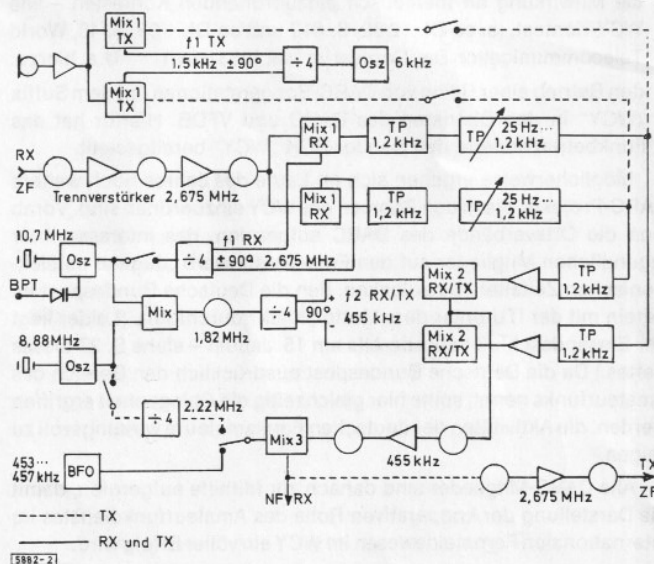 Mix 1
TX
f1 TX
1,5 kHz ±90°
÷ 4
Osz
6 kHz
Mix 1
TX
RX
ZF
Trennverstärker
2,675 MHz
Mix 1
RX
TP
1,2 kHz
TP
25 Hz...
1,2 kHz
Mix 1
RX
TP
1,2 kHz
TP
25 Hz...
1,2 kHz
10,7 MHz
Osz
÷ 4
f1 RX
±90°
2,675 MHz
BPT
Mix
1,82 MHz
÷ 4
90°
+ f2 RX/TX
455 kHz
-
Mix 2
RX/TX
TP
1,2 kHz
Mix 2
RX/TX
TP
1,2 kHz
8,88 MHz
Osz
÷ 4
2,22 MHz
453...
457 kHz
BFO
Mix 3
455 kHz
NF RX
2,675 MHz
TX
ZF
TX
RX und TX
5882-2